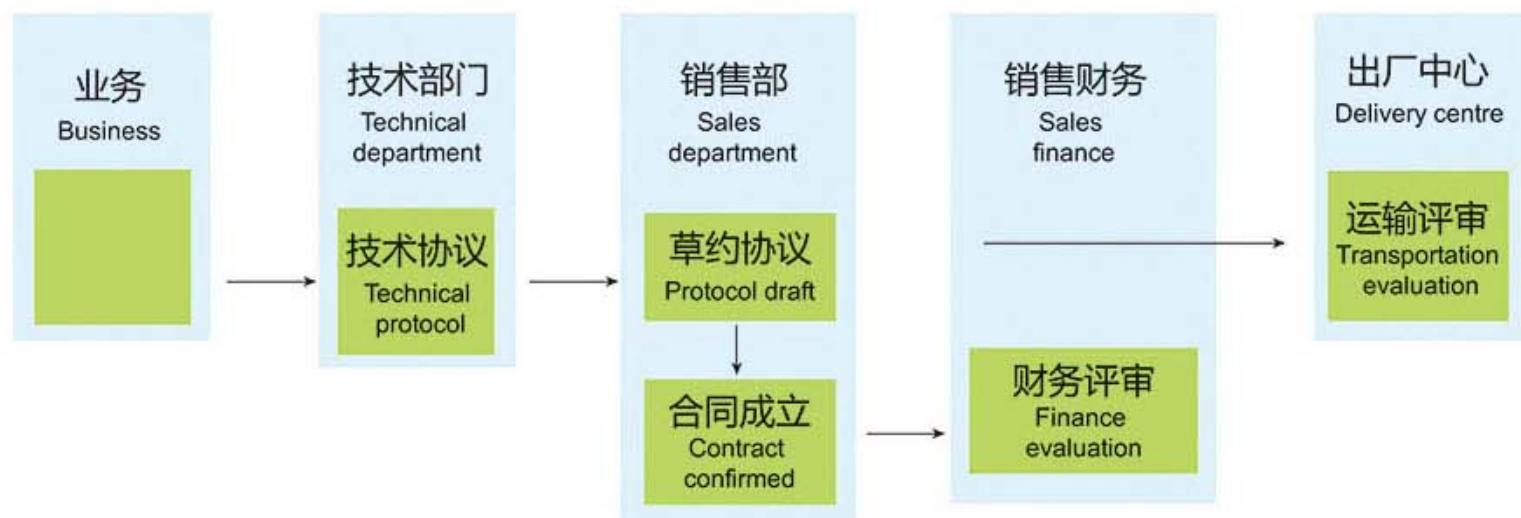 业务
Business
技术部门
Technical
department
技术协议
Technical
protocol
销售部
Sales
department
草约协议
Protocol draft
合同成立
Contract
confirmed
销售财务
Sales
finance
财务评审
Finance
evaluation
出厂中心
Delivery centre
运输评审
Transportation
evaluation